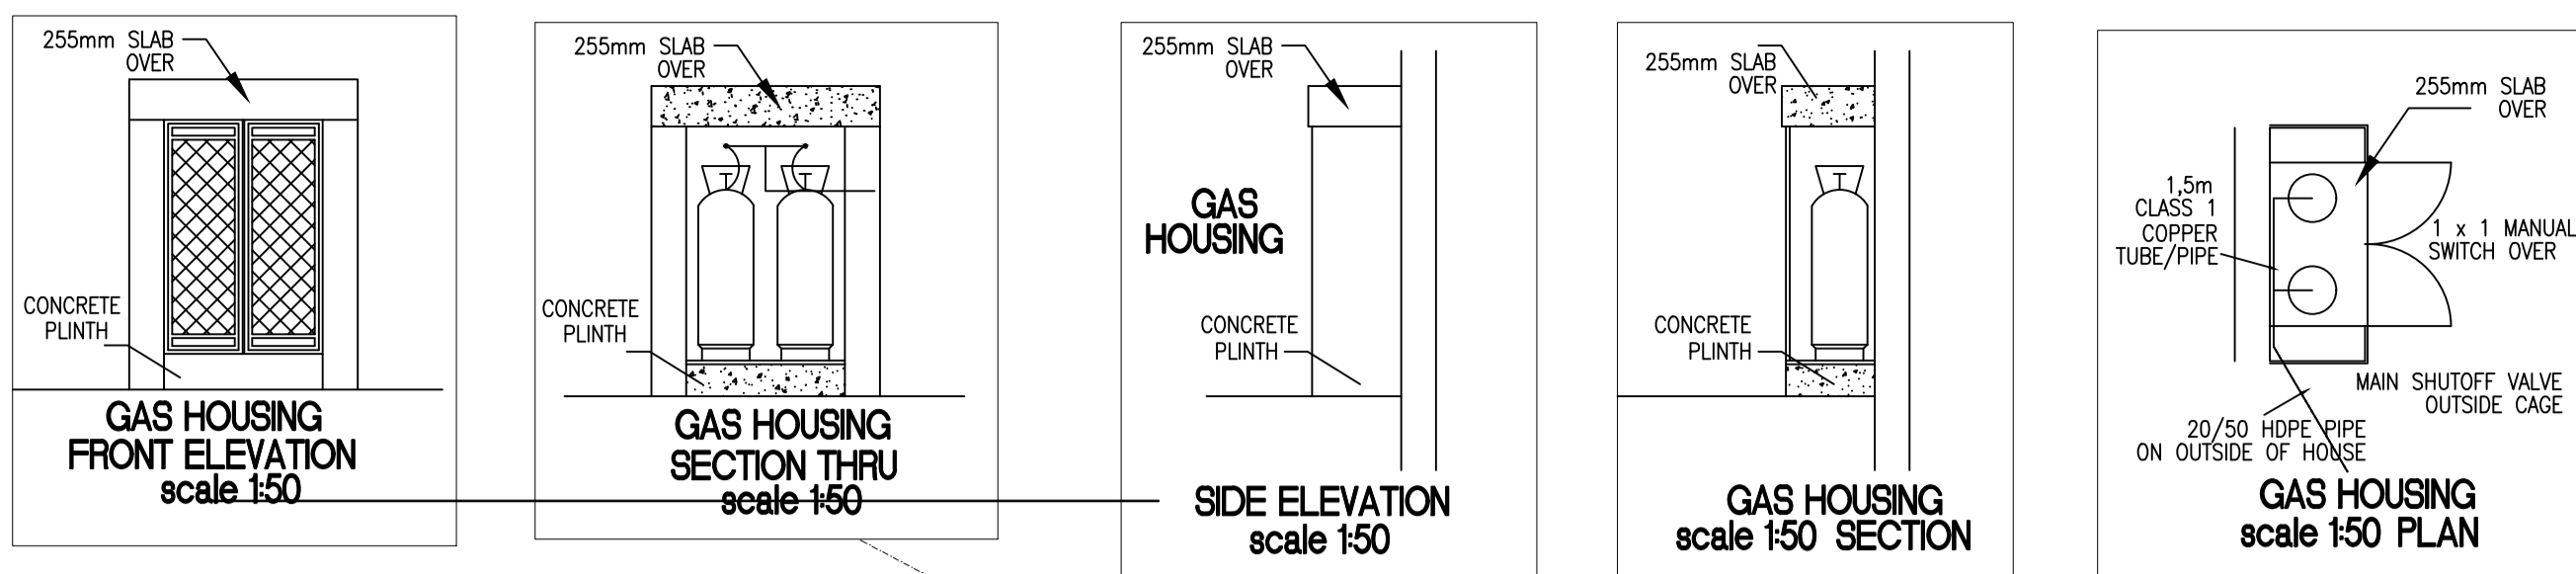 255mm SLAB
OVER
CONCRETE
PLINTH
GAS HOUSING
FRONT ELEVATION
scale 1:50
255mm SLAB
OVER
CONCRETE
PLINTH
GAS HOUSING
SECTION THRU
scale 1:50
255mm SLAB
OVER
GAS
HOUSING
CONCRETE
PLINTH
SIDE ELEVATION
scale 1:50
255mm SLAB
OVER
CONCRETE
PLINTH
GAS HOUSING
scale 1:50 SECTION
255mm SLAB
OVER
1,5m
CLASS 1
COPPER
TUBE/PIPE
1 x 1 MANUAL
SWITCH OVER
MAIN SHUTOFF VALVE
OUTSIDE CAGE
20/50 HDPE PIPE
ON OUTSIDE OF HOUSE
GAS HOUSING
scale 1:50 PLAN